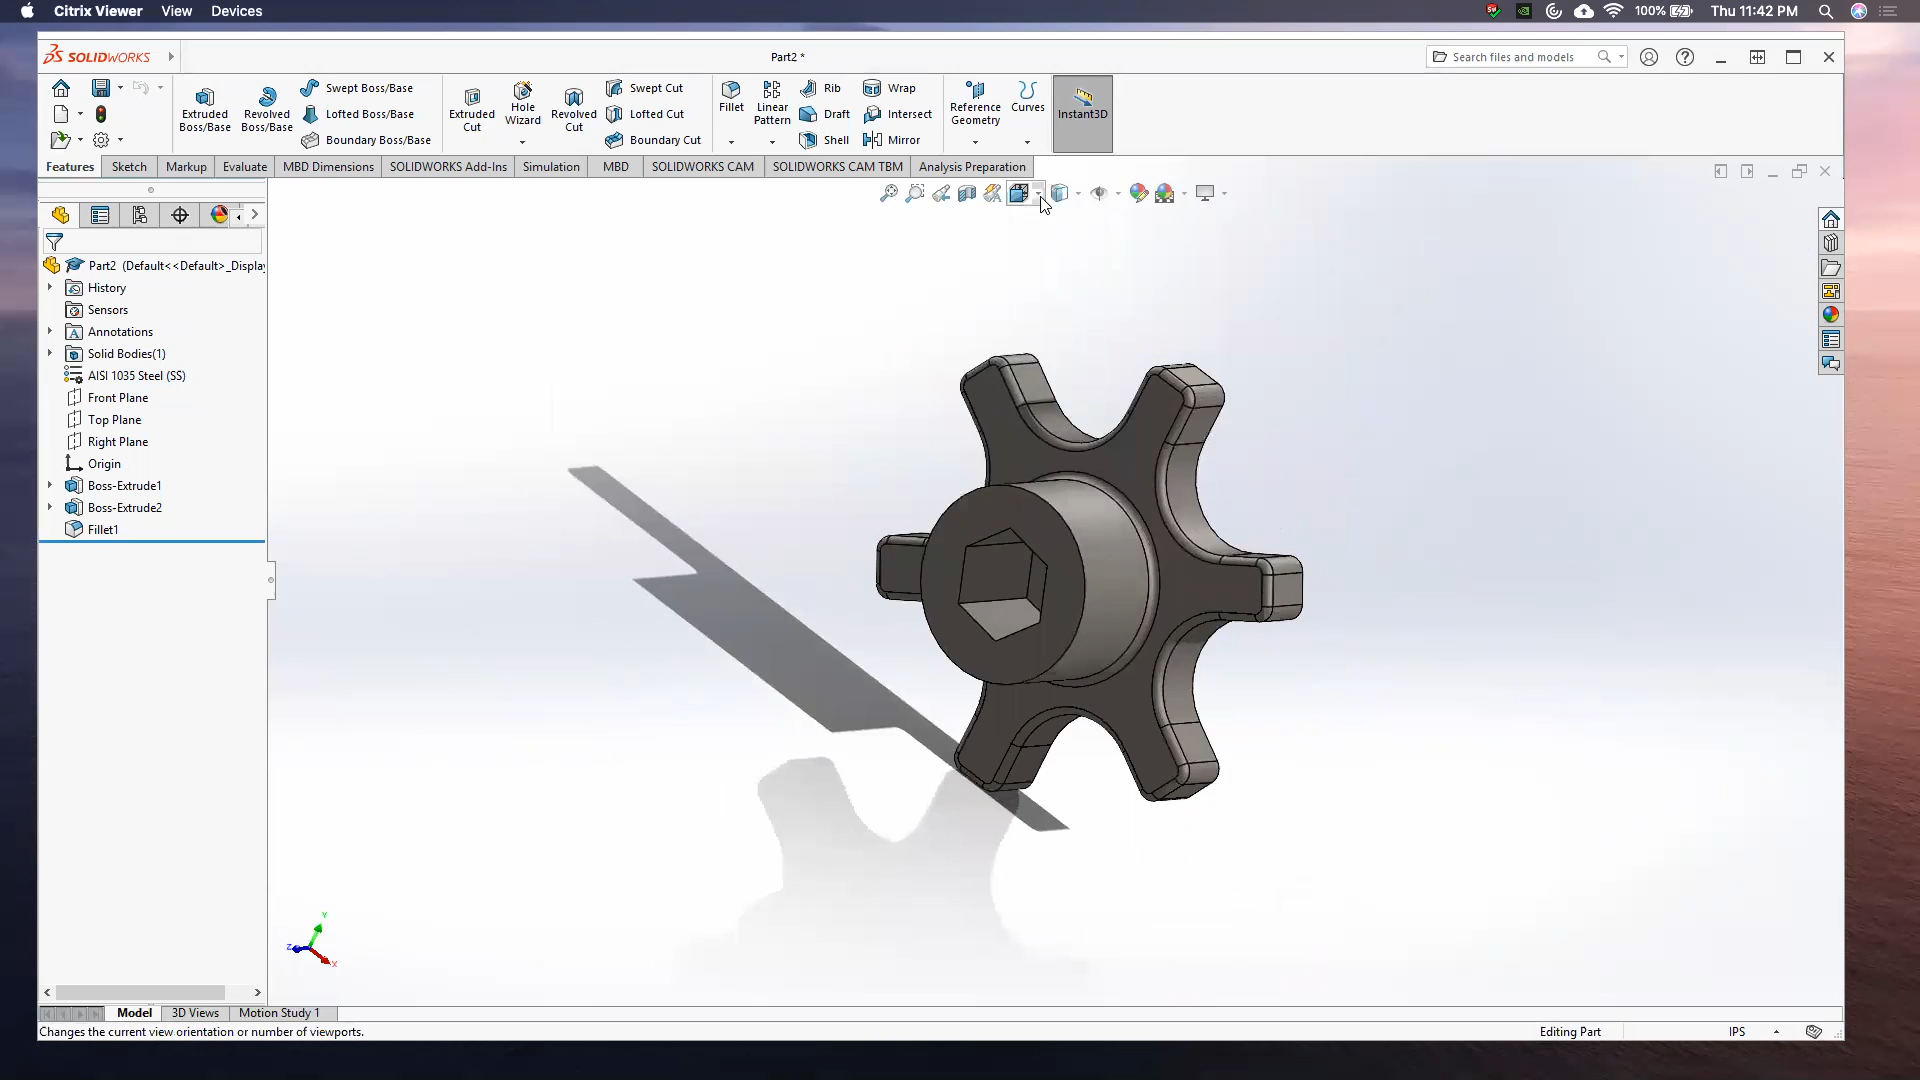 Citrix Viewer View Devices 100% Thu 11:42 PM
SOLIDWORKS Part2 * Search files and models
Extruded Boss/Base
Revolved Boss/Base
Swept Boss/Base
Lofted Boss/Base
Boundary Boss/Base
Extruded Cut
Hole Wizard
Revolved Cut
Swept Cut
Lofted Cut
Boundary Cut
Fillet
Linear Pattern
Rib
Draft
Shell
Wrap
Intersect
Mirror
Reference Geometry
Curves
Instant3D
Features Sketch Markup Evaluate MBD Dimensions SOLIDWORKS Add-Ins Simulation MBD SOLIDWORKS CAM SOLIDWORKS CAM TBM Analysis Preparation
Part2 (Default<<Default>_Display
History
Sensors
Annotations
Solid Bodies(1)
AISI 1035 Steel (SS)
Front Plane
Top Plane
Right Plane
Origin
Boss-Extrude1
Boss-Extrude2
Fillet1
Y
Z
X
Model 3D Views Motion Study 1
Changes the current view orientation or number of viewports. Editing Part IPS